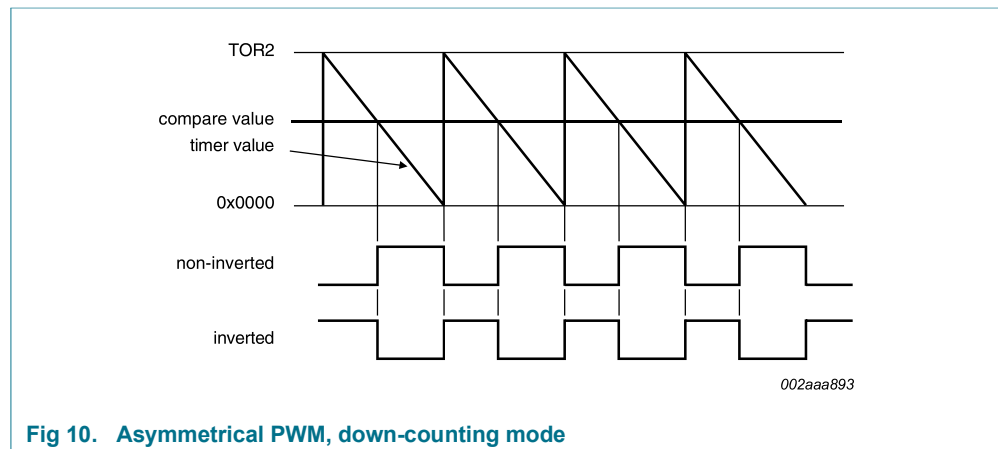 TOR2
compare value
timer value
0x0000
non-inverted
inverted
002aaa893
Fig 10. Asymmetrical PWM, down-counting mode